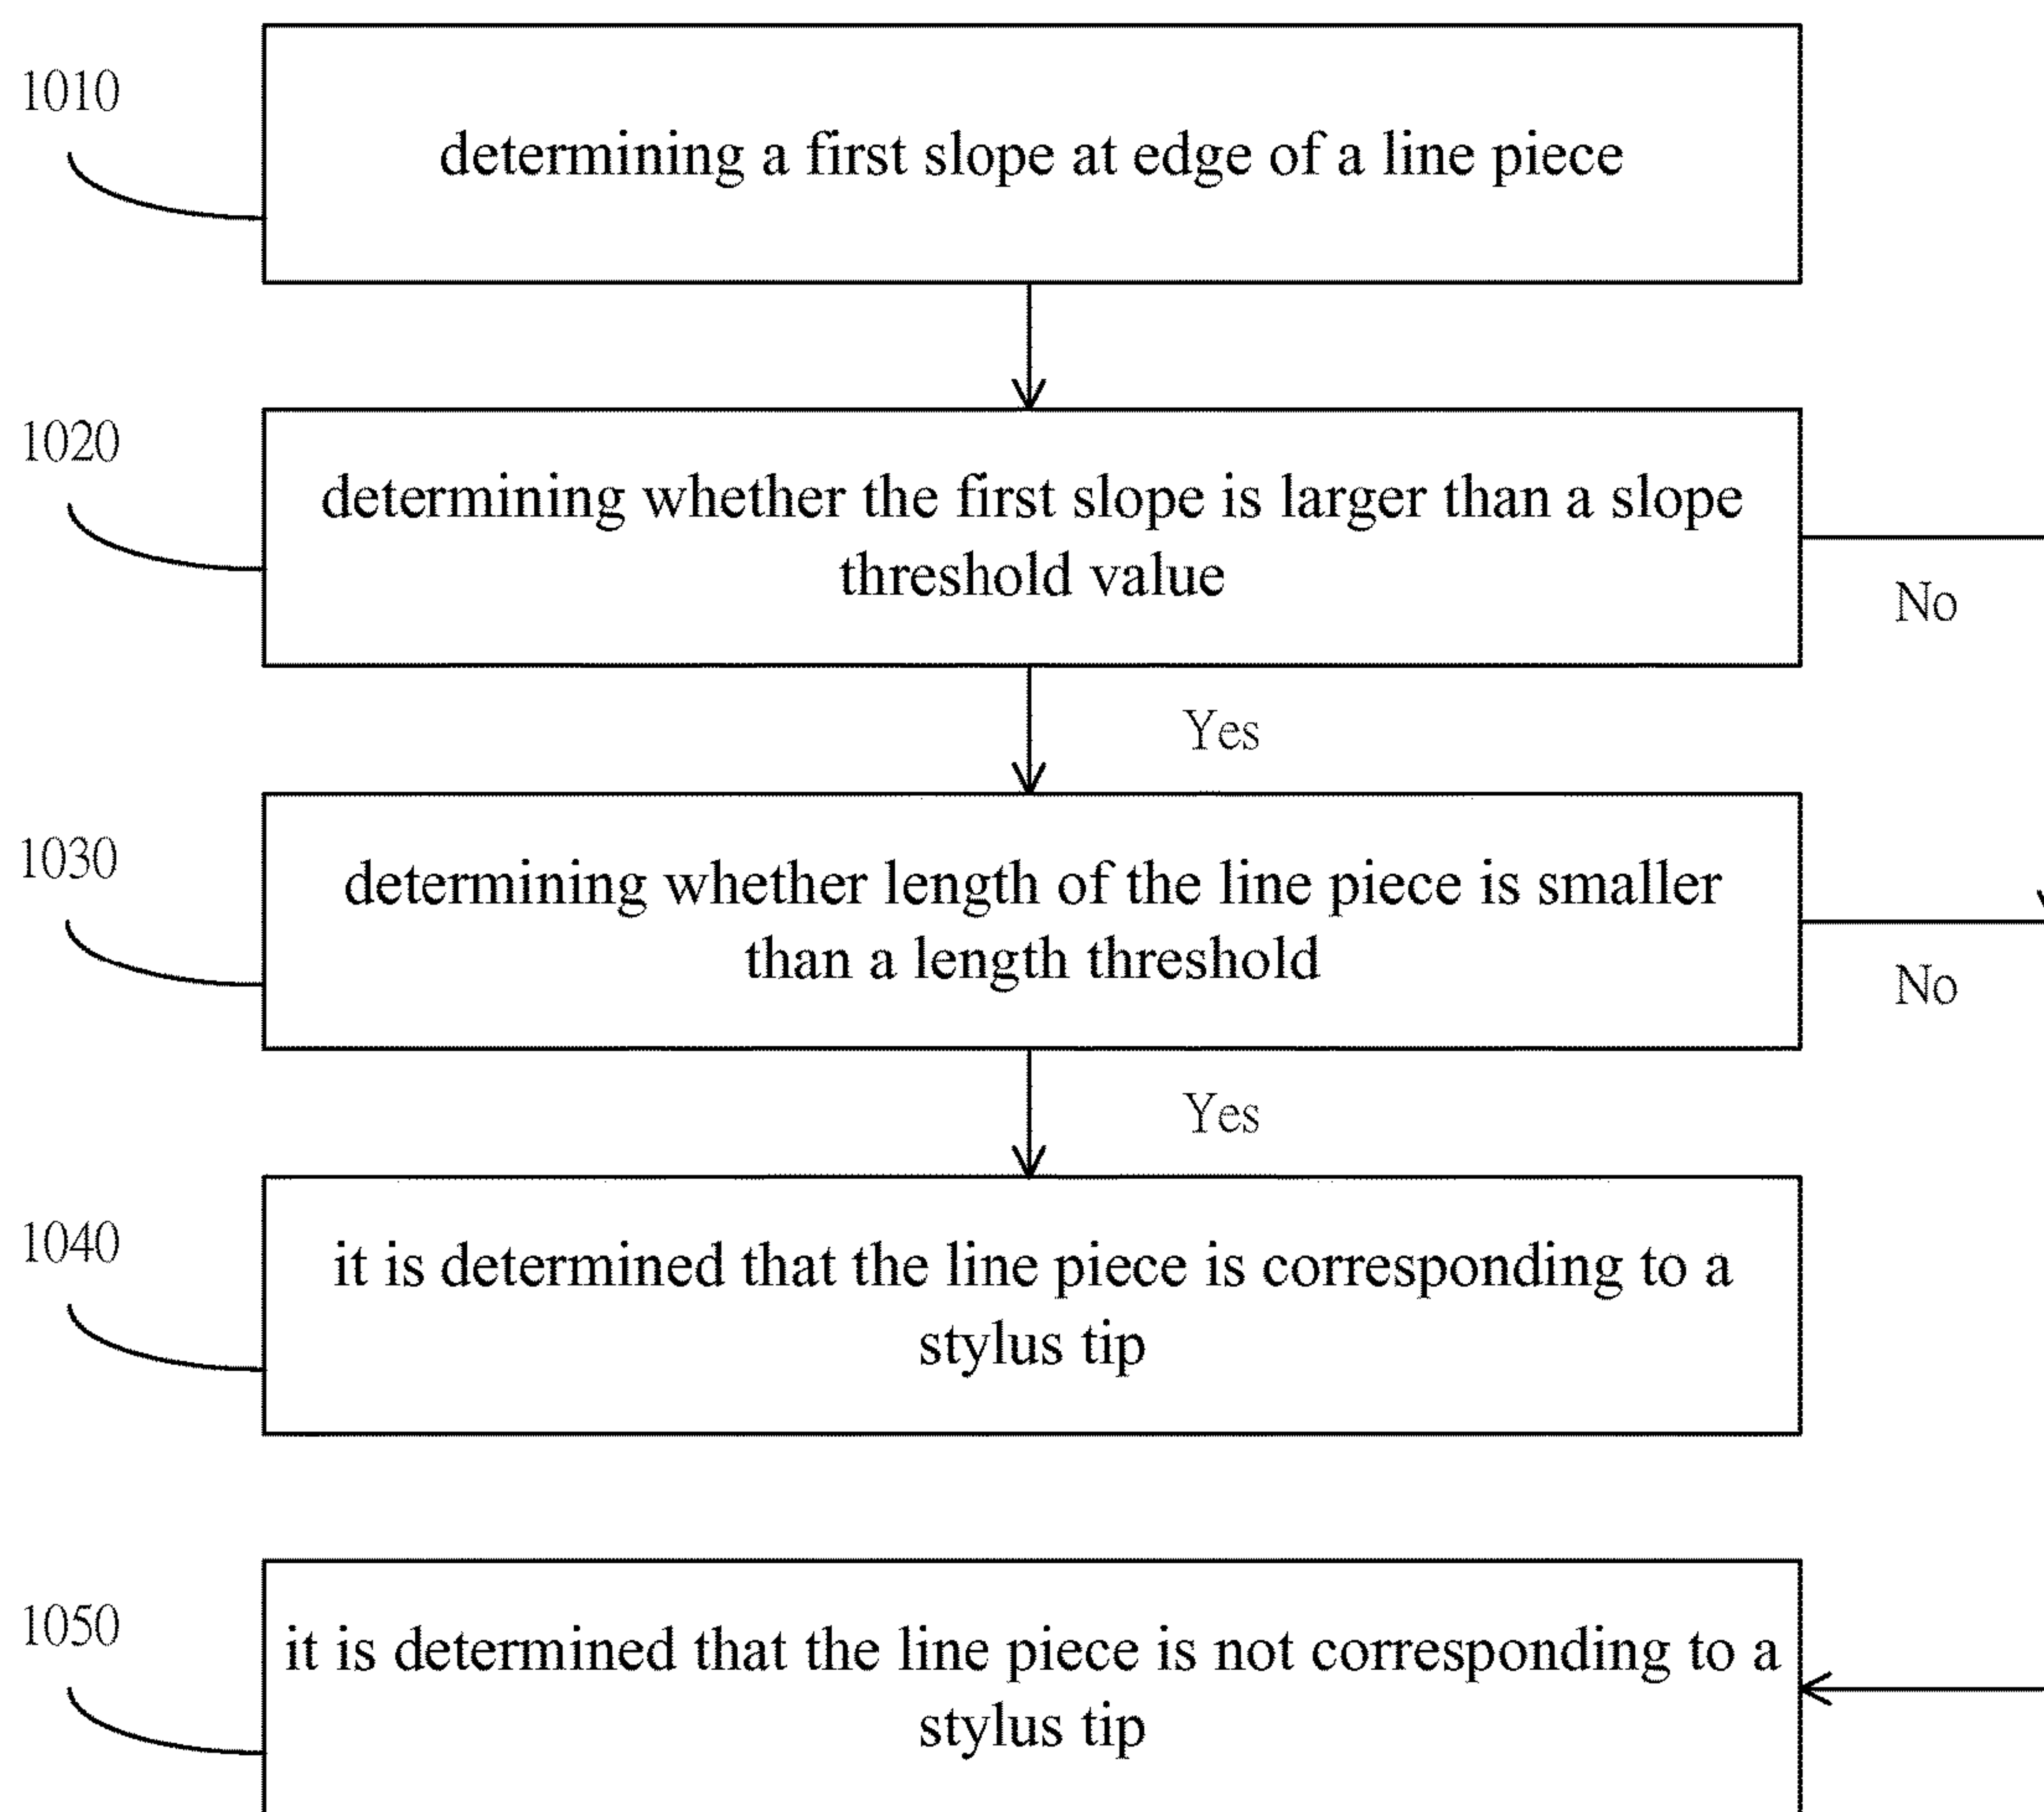 1010
determining a first slope at edge of a line piece
1020
determining whether the first slope is larger than a slope
threshold value
No
Yes
1030
determining whether length of the line piece is smaller
than a length threshold
No
Yes
1040
it is determined that the line piece is corresponding to a
stylus tip
1050
it is determined that the line piece is not corresponding to a
stylus tip